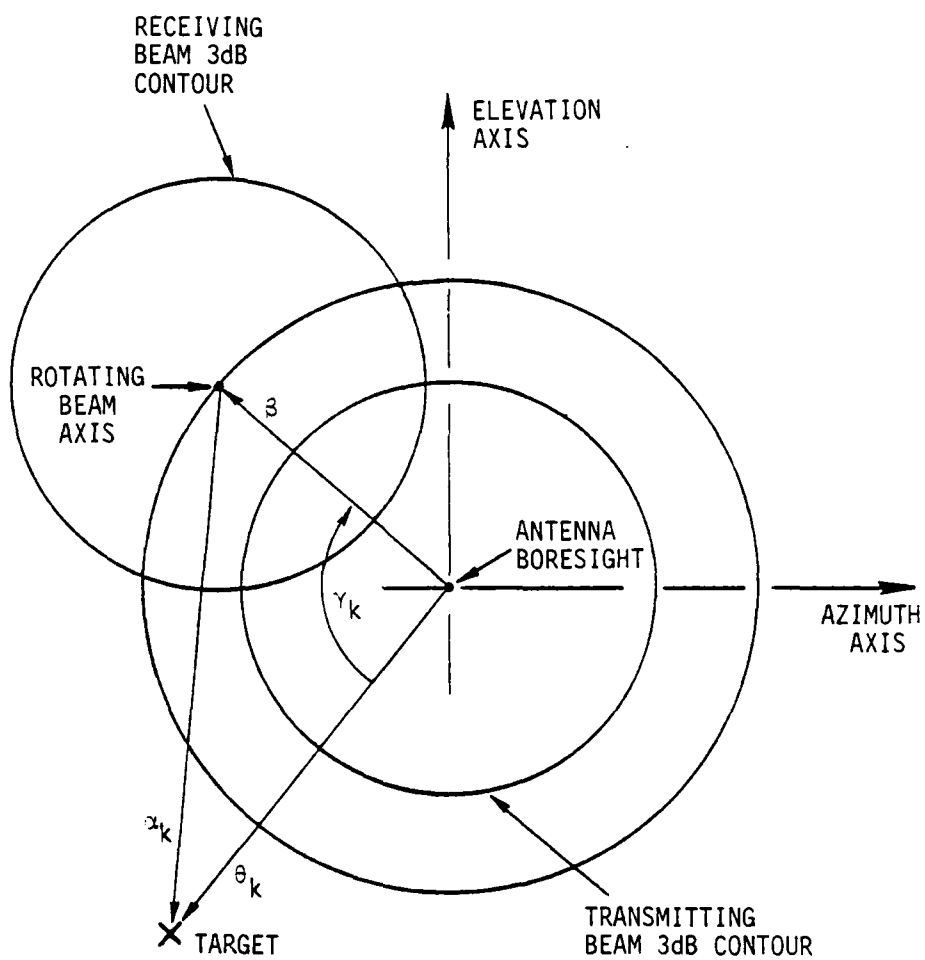 RECEIVING
BEAM 3dB
CONTOUR
ELEVATION
AXIS
ROTATING
BEAM
AXIS
β
ANTENNA
BORESIGHT
γk
AZIMUTH
AXIS
αk
θk
TARGET
TRANSMITTING
BEAM 3dB CONTOUR